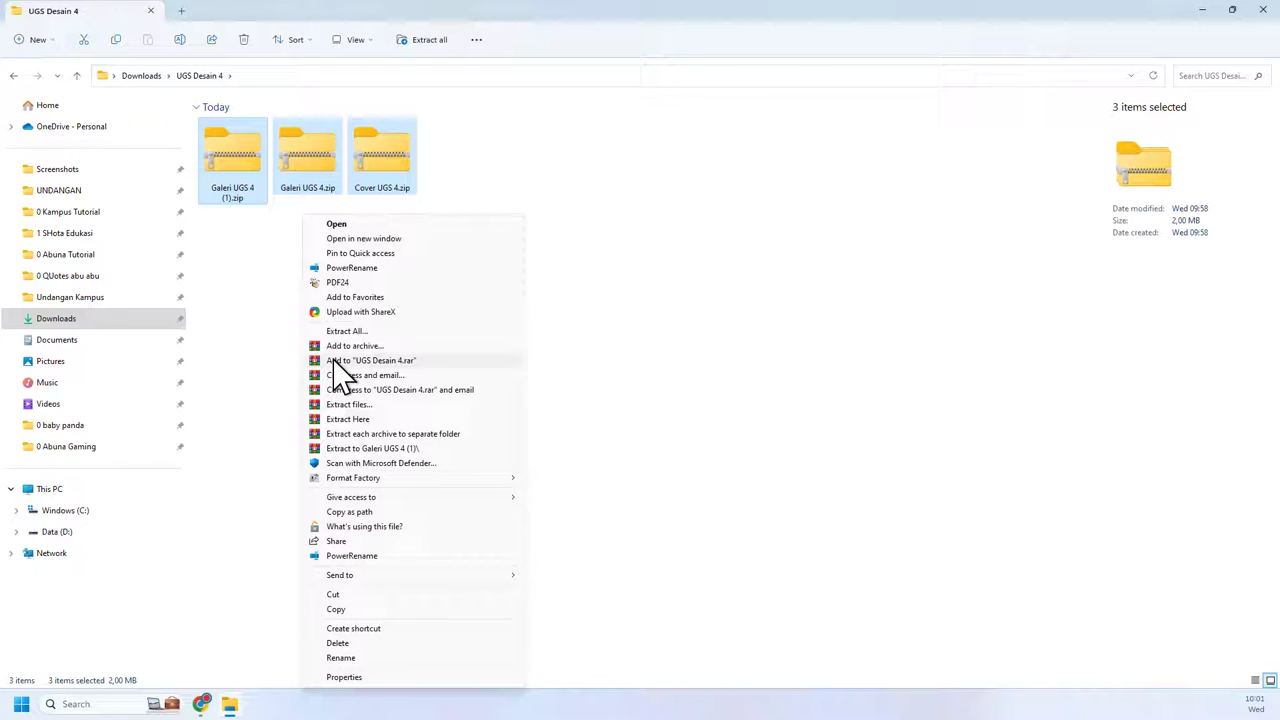 UGS Desain 4
New
Sort
View
Extract all
Downloads
UGS Desain 4
Search UGS Desai...
Home
OneDrive - Personal
Screenshots
UNDANGAN
0 Kampus Tutorial
1 SHota Edukasi
0 Abuna Tutorial
0 QUotes abu abu
Undangan Kampus
Downloads
Documents
Pictures
Music
Videos
0 baby panda
0 Abuna Gaming
This PC
Windows (C:)
Data (D:)
Network
Today
Galeri UGS 4
(1).zip
Galeri UGS 4.zip
Cover UGS 4.zip
Open
Open in new window
Pin to Quick access
PowerRename
PDF24
Add to Favorites
Upload with ShareX
Extract All...
Add to archive...
Add to "UGS Desain 4.rar"
and email...
to "UGS Desain 4.rar" and email
Extract files...
Extract Here
Extract each archive to separate folder
Extract to Galeri UGS 4 (1)\
Scan with Microsoft Defender...
Format Factory
Give access to
Copy as path
What's using this file?
Share
PowerRename
Send to
Cut
Copy
Create shortcut
Delete
Rename
Properties
3 items selected
Date modified: Wed 09:58
Size: 2,00 MB
Date created: Wed 09:58
3 items
3 items selected 2,00 MB
Search
10:01
Wed